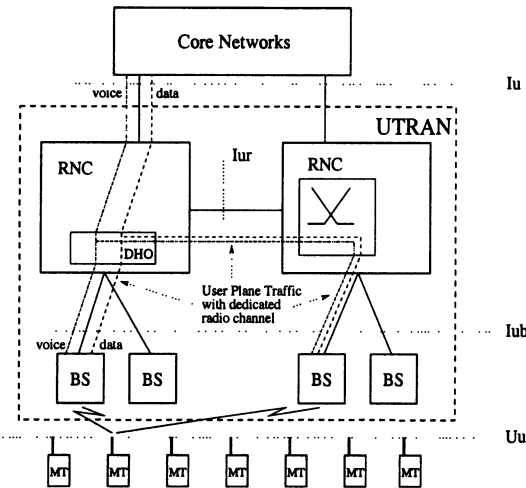 Core Networks
voice
data
Iu
UTRAN
RNC
Iur
RNC
DHO
User Plane Traffic
with dedicated
radio channel
voice
data
Iub
BS
BS
BS
BS
Uu
MT
MT
MT
MT
MT
MT
MT